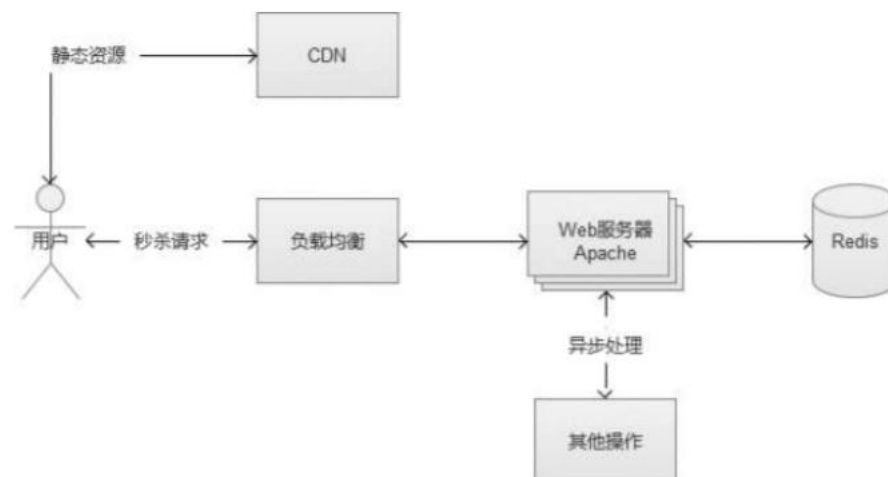 静态资源
CDN
用户
秒杀请求
负载均衡
Web服务器
Apache
Redis
异步处理
其他操作